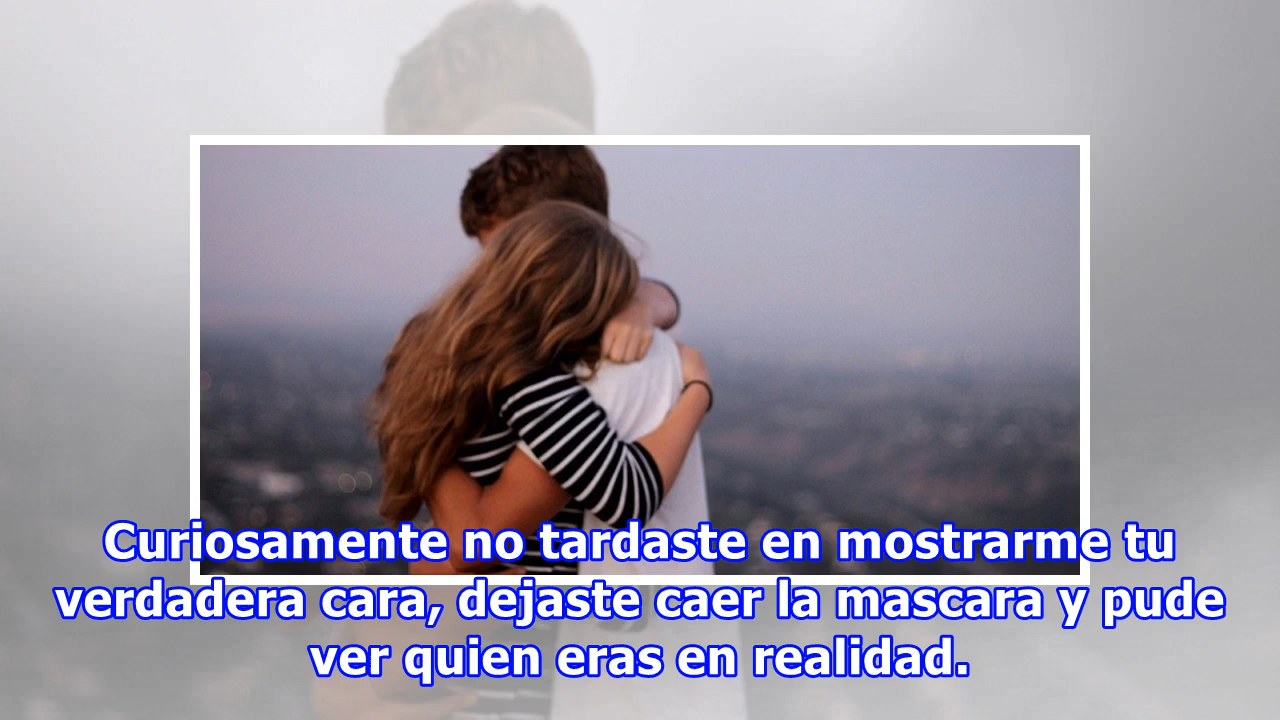 Curiosamente no tardaste en mostrarme tu
verdadera cara, dejaste caer la mascara y pude
ver quien eras en realidad.